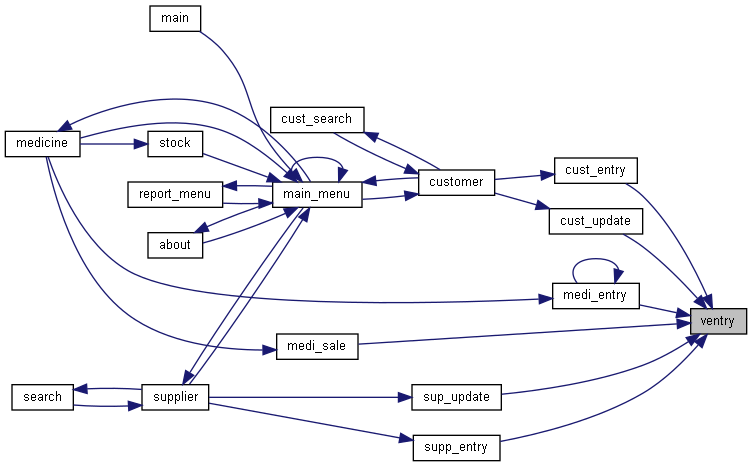 main
cust_search
medicine
stock
cust_entry
customer
report_menu
main_menu
cust_update
about
medi_entry
ventry
medi_sale
search
supplier
sup_update
supp_entry